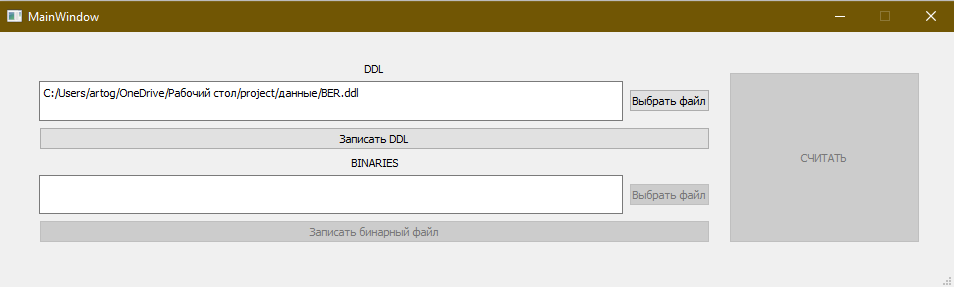 MainWindow
DDL
C:/Users/artog/OneDrive/Рабочий стол/project/данные/BER.ddl
Выбрать файл
Записать DDL
BINARIES
Выбрать файл
Записать бинарный файл
СЧИТАТЬ